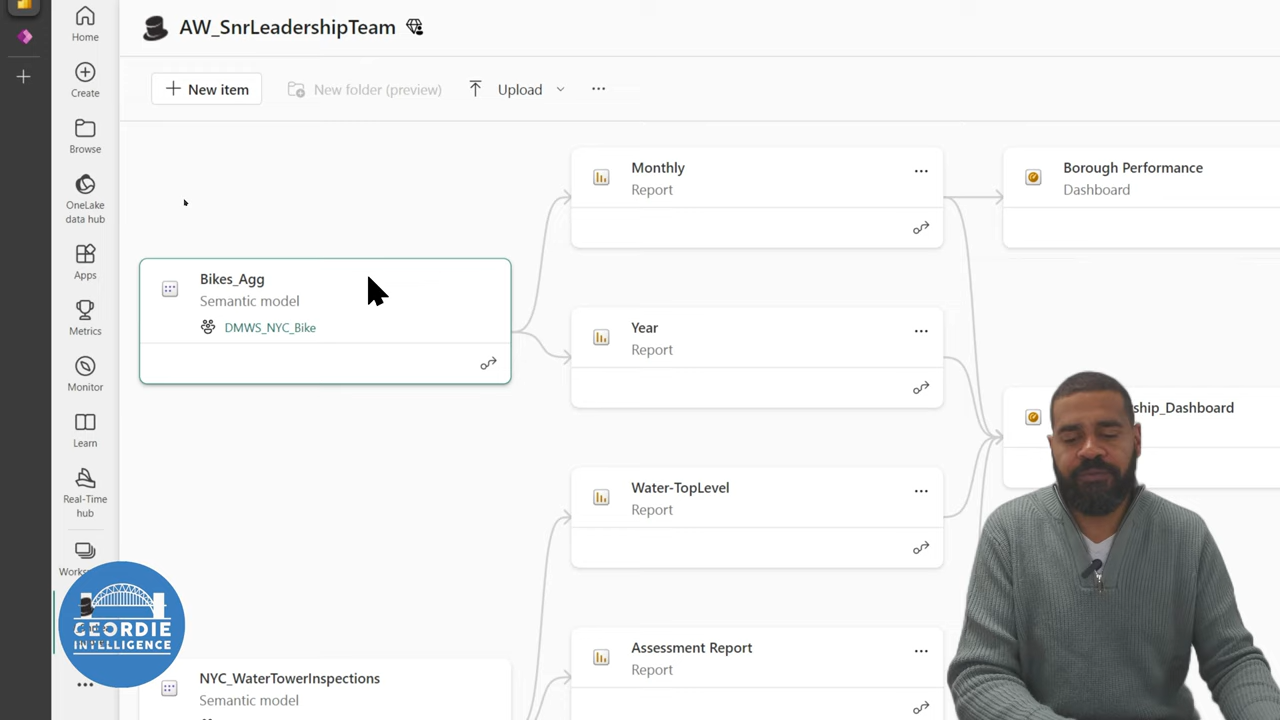 AW_SnrLeadershipTeam
Home
Create
Browse
OneLake
data hub
Apps
Metrics
Monitor
Learn
Real-Time
hub
New item
New folder (preview)
Upload
Bikes_Agg
Semantic model
DMWS_NYC_Bike
NYC_WaterTowerInspections
Semantic model
Monthly
Report
Year
Report
Water-TopLevel
Report
Assessment Report
Report
Borough Performance
Dashboard
ship_Dashboard
GEORDIE
INTELLIGENCE